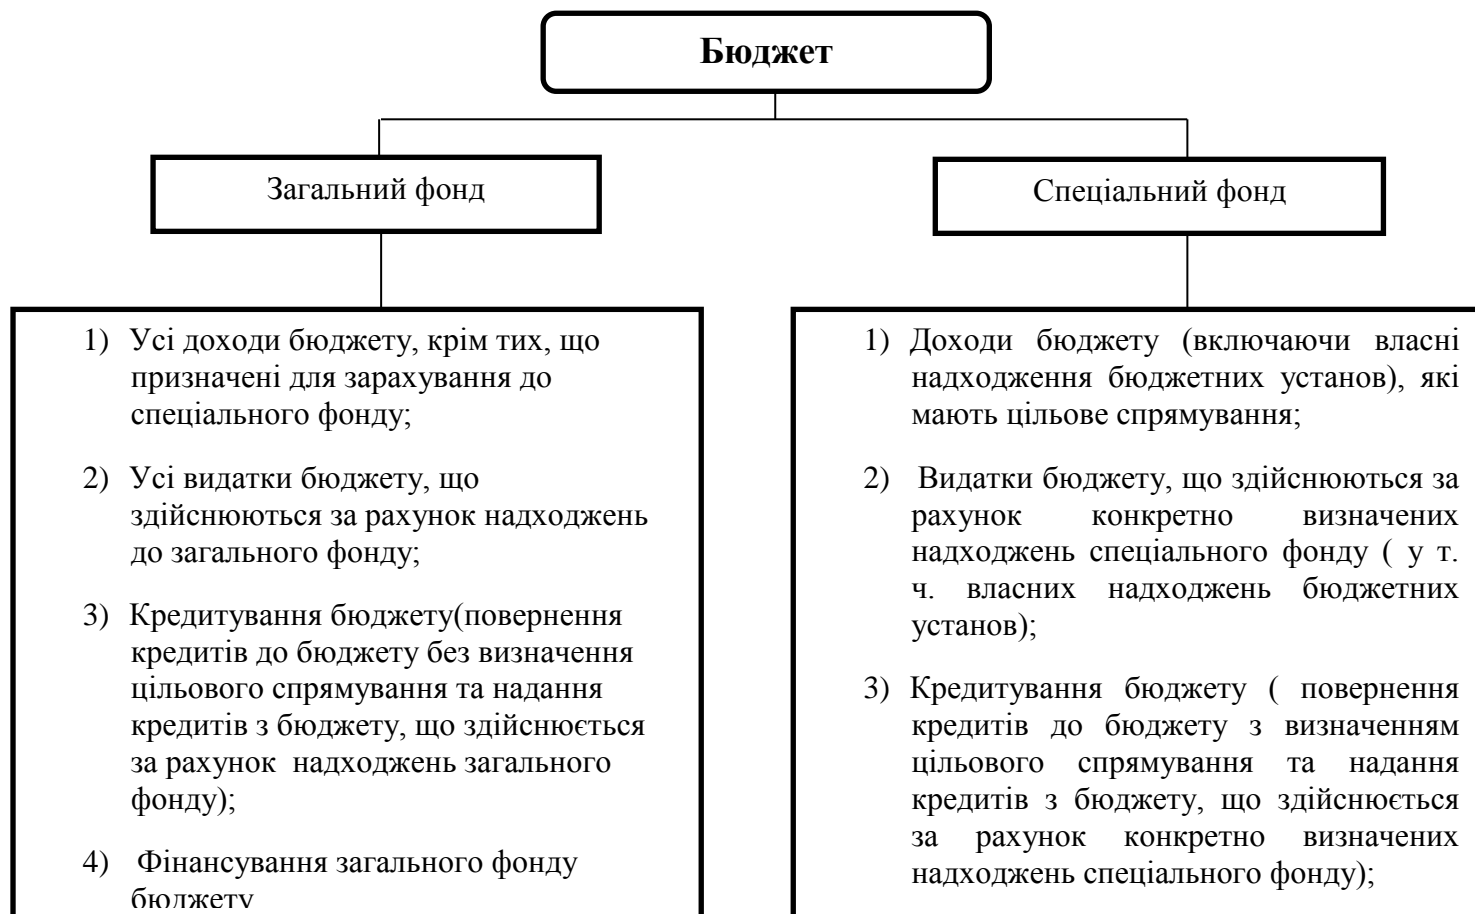 Бюджет
Загальний фонд
Спеціальний фонд
1) Усі доходи бюджету, крім тих, що
призначені для зарахування до
спеціального фонду;
2) Усі видатки бюджету, що
здійснюються за рахунок надходжень
до загального фонду;
3) Кредитування бюджету(повернення
кредитів до бюджету без визначення
цільового спрямування та надання
кредитів з бюджету, що здійснюється
за рахунок надходжень загального
фонду);
4) Фінансування загального фонду
бюджету
1) Доходи бюджету (включаючи власні
надходження бюджетних установ), які
мають цільове спрямування;
2) Видатки бюджету, що здійснюються за
рахунок конкретно визначених
надходжень спеціального фонду ( у т.
ч. власних надходжень бюджетних
установ);
3) Кредитування бюджету ( повернення
кредитів до бюджету з визначенням
цільового спрямування та надання
кредитів з бюджету, що здійснюється
за рахунок конкретно визначених
надходжень спеціального фонду);